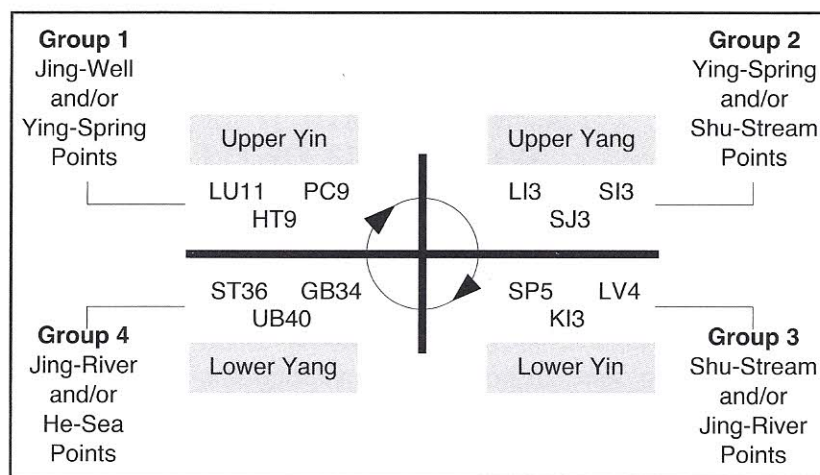 Group 1
Jing-Well
and/or
Ying-Spring
Points
Upper Yin
LU11 PC9
HT9
Group 2
Ying-Spring
and/or
Shu-Stream
Points
Upper Yang
LI3 SI3
SJ3
ST36 GB34
UB40
Group 4
Jing-River
and/or
He-Sea
Points
Lower Yang
SP5 LV4
KI3
Group 3
Shu-Stream
and/or
Jing-River
Points
Lower Yin